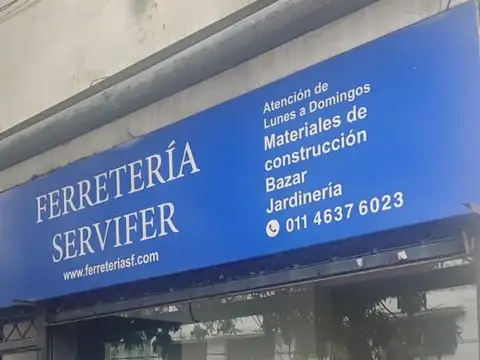 FERRETERÍA
SERVIFER
www.ferreteriasf.com
Atención de
Lunes a Domingos
Materiales de
construcción
Bazar
Jardinería
011 4637 6023